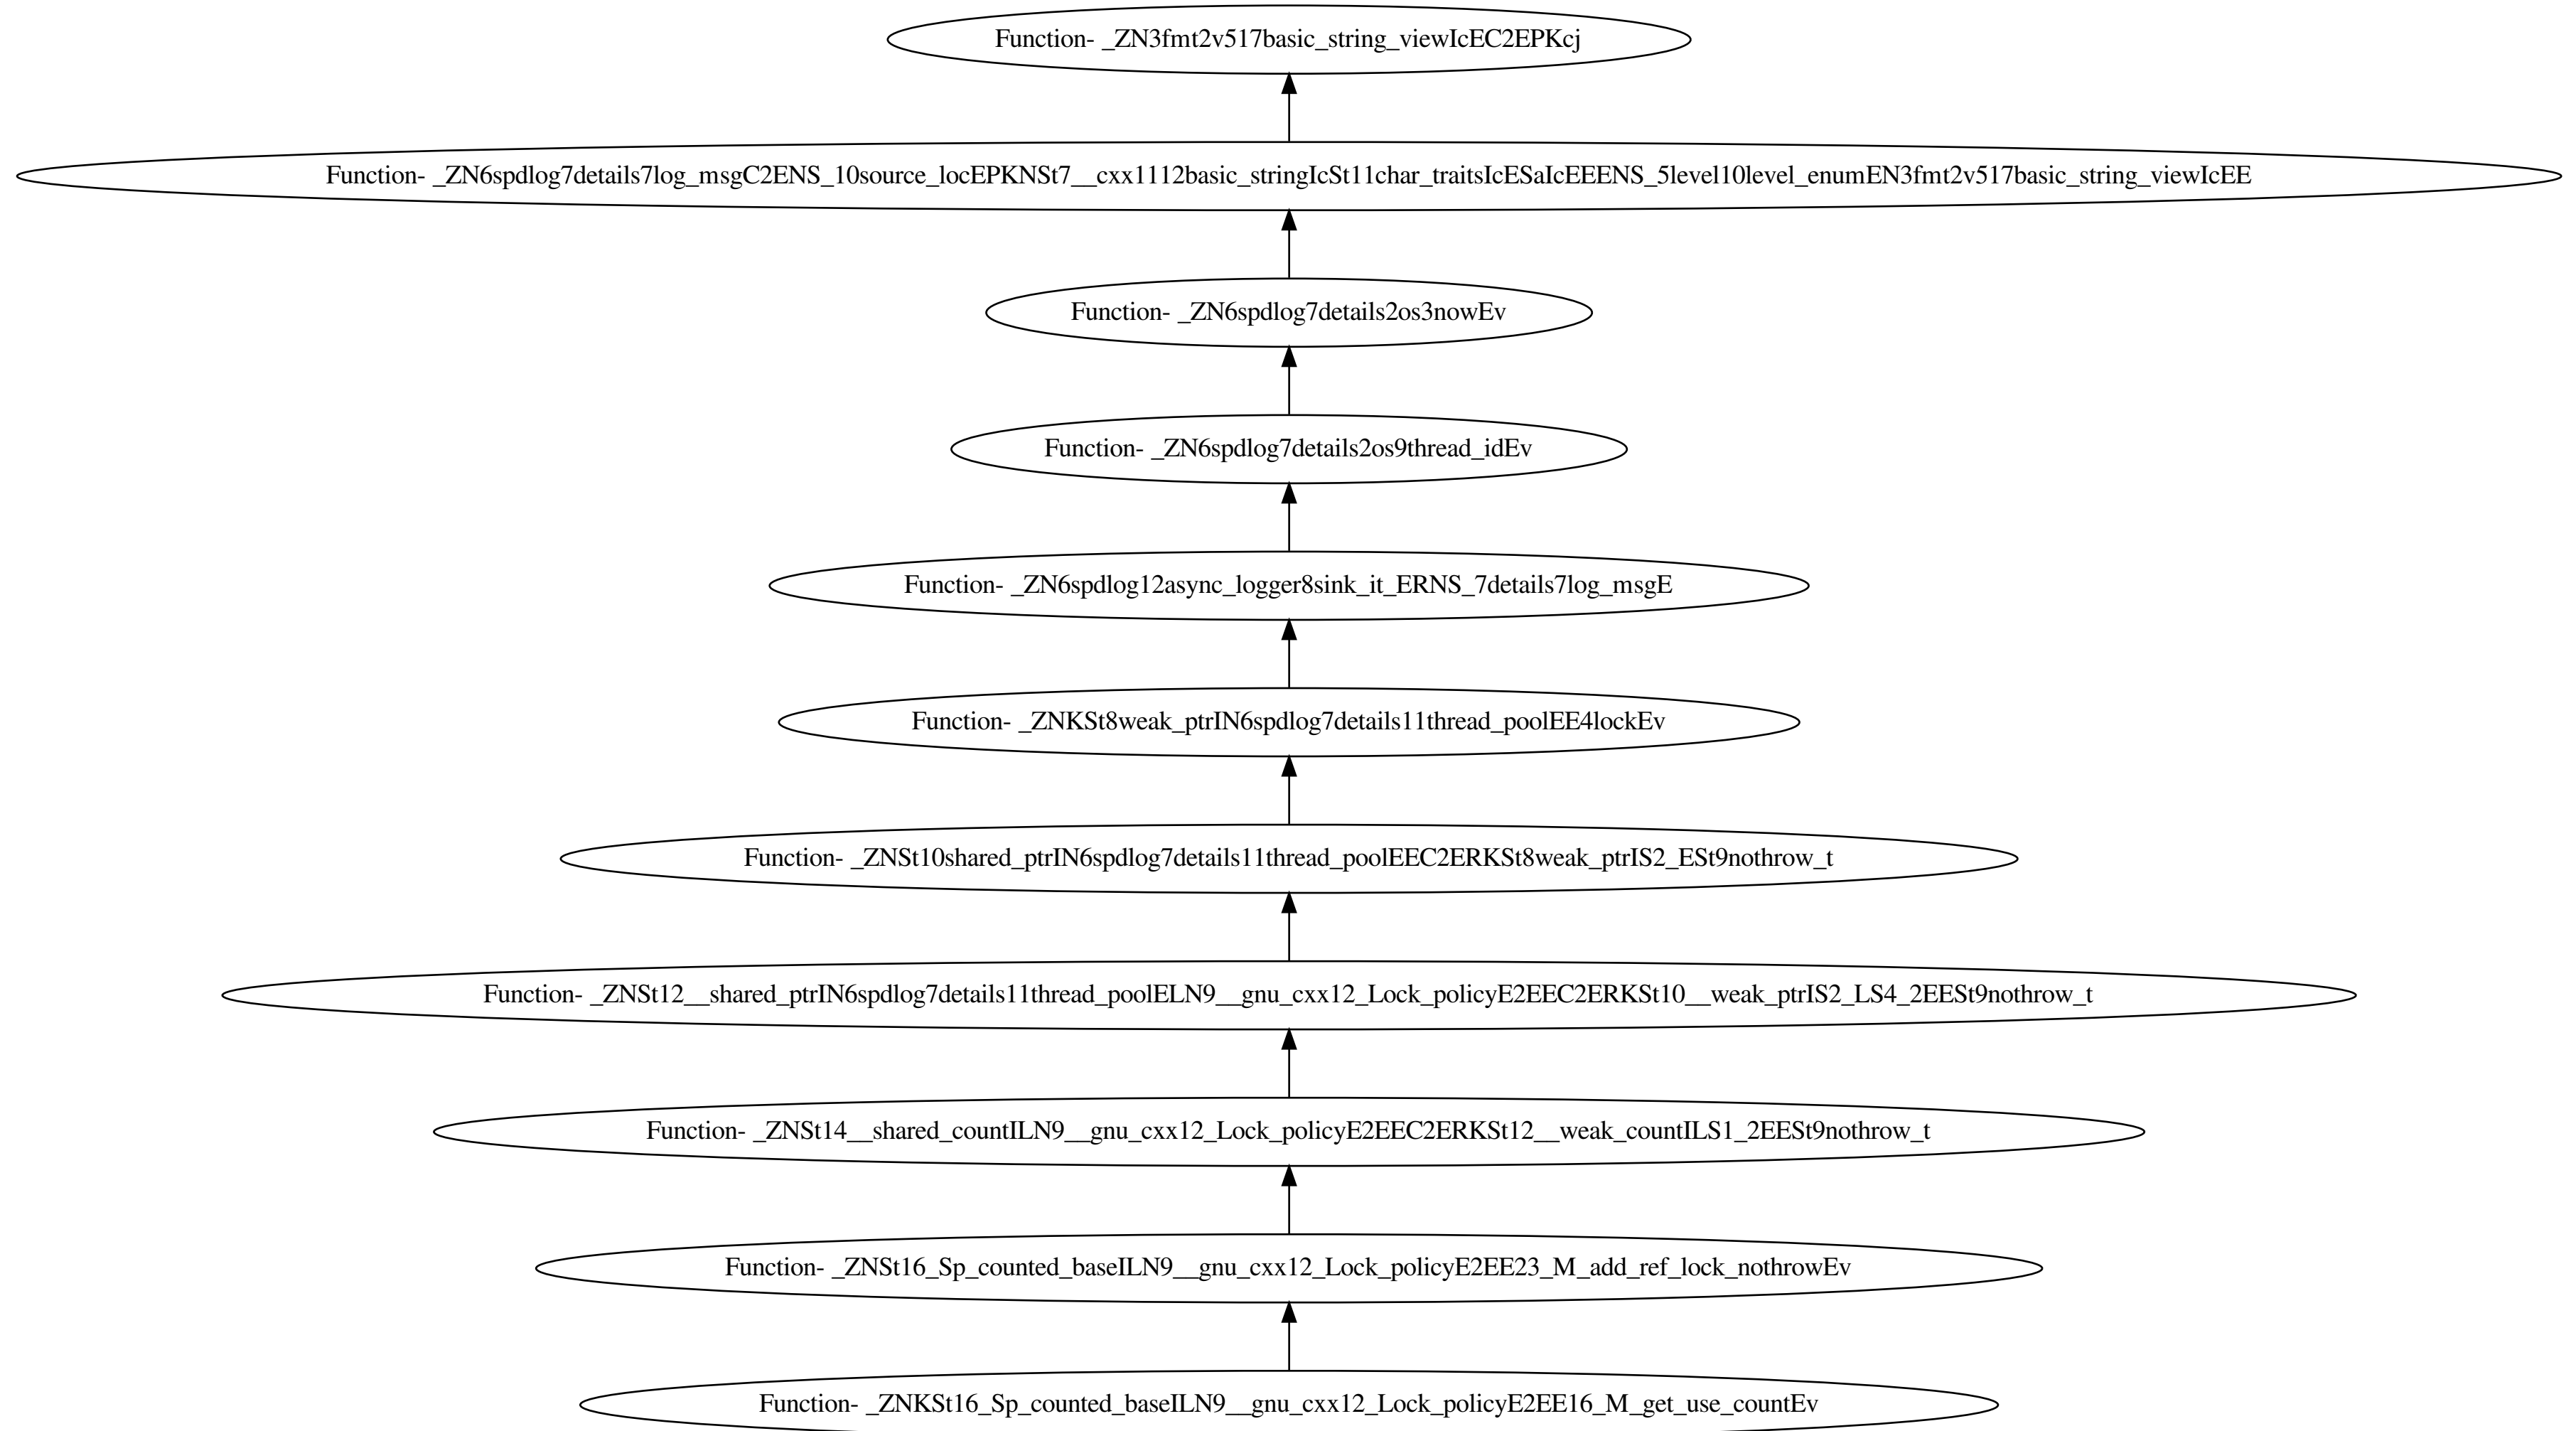 Function- _ZN3fmt2v517basic_string_viewIcEC2EPKcj
Function- _ZN6spdlog7details7log_msgC2ENS_10source_locEPKNSt7__cxx1112basic_stringIcSt11char_traitsIcESaIcEEENS_5level10level_enumEN3fmt2v517basic_string_viewIcEE
Function- _ZN6spdlog7details2os3nowEv
Function- _ZN6spdlog7details2os9thread_idEv
Function- _ZN6spdlog12async_logger8sink_it_ERNS_7details7log_msgE
Function- _ZNKSt8weak_ptrIN6spdlog7details11thread_poolEE4lockEv
Function- _ZNSt10shared_ptrIN6spdlog7details11thread_poolEEC2ERKSt8weak_ptrIS2_ESt9nothrow_t
Function- _ZNSt12__shared_ptrIN6spdlog7details11thread_poolELN9__gnu_cxx12_Lock_policyE2EEC2ERKSt10__weak_ptrIS2_LS4_2EESt9nothrow_t
Function- _ZNSt14__shared_countILN9__gnu_cxx12_Lock_policyE2EEC2ERKSt12__weak_countILS1_2EESt9nothrow_t
Function- _ZNSt16_Sp_counted_baseILN9__gnu_cxx12_Lock_policyE2EE23_M_add_ref_lock_nothrowEv
Function- _ZNKSt16_Sp_counted_baseILN9__gnu_cxx12_Lock_policyE2EE16_M_get_use_countEv